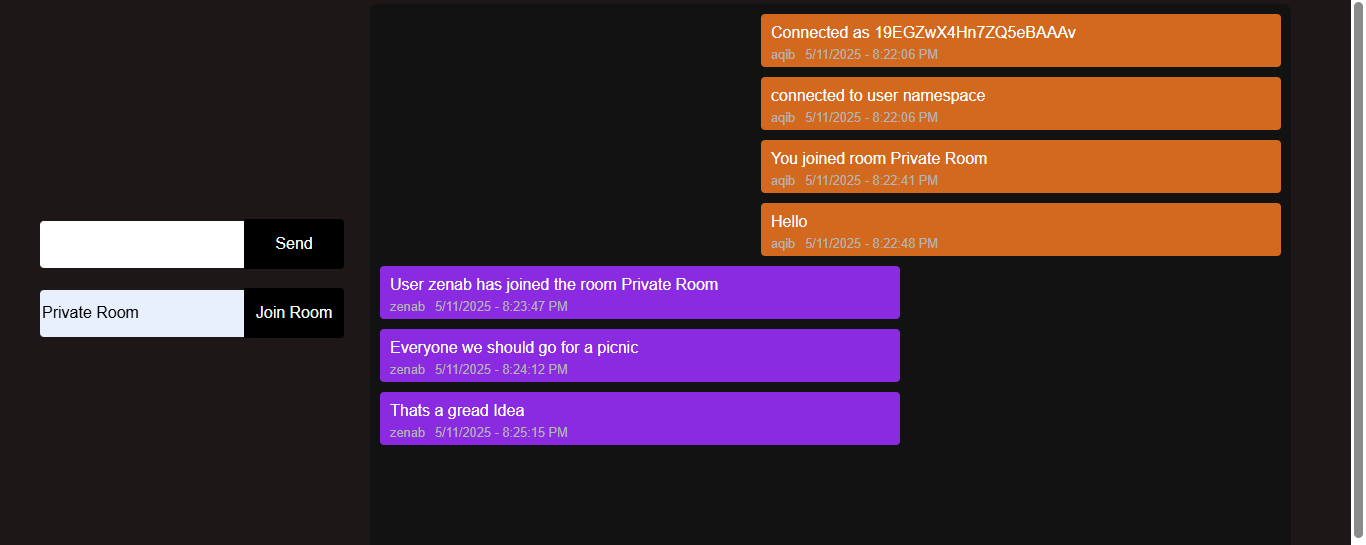 Connected as 19EGZwX4Hn7ZQ5eBAAAv
aqib 5/11/2025 - 8:22:06 PM
connected to user namespace
aqib 5/11/2025 - 8:22:06 PM
You joined room Private Room
aqib 5/11/2025 - 8:22:41 PM
Hello
aqib 5/11/2025 - 8:22:48 PM
Send
Private Room Join Room
User zenab has joined the room Private Room
zenab 5/11/2025 - 8:23:47 PM
Everyone we should go for a picnic
zenab 5/11/2025 - 8:24:12 PM
Thats a gread Idea
zenab 5/11/2025 - 8:25:15 PM